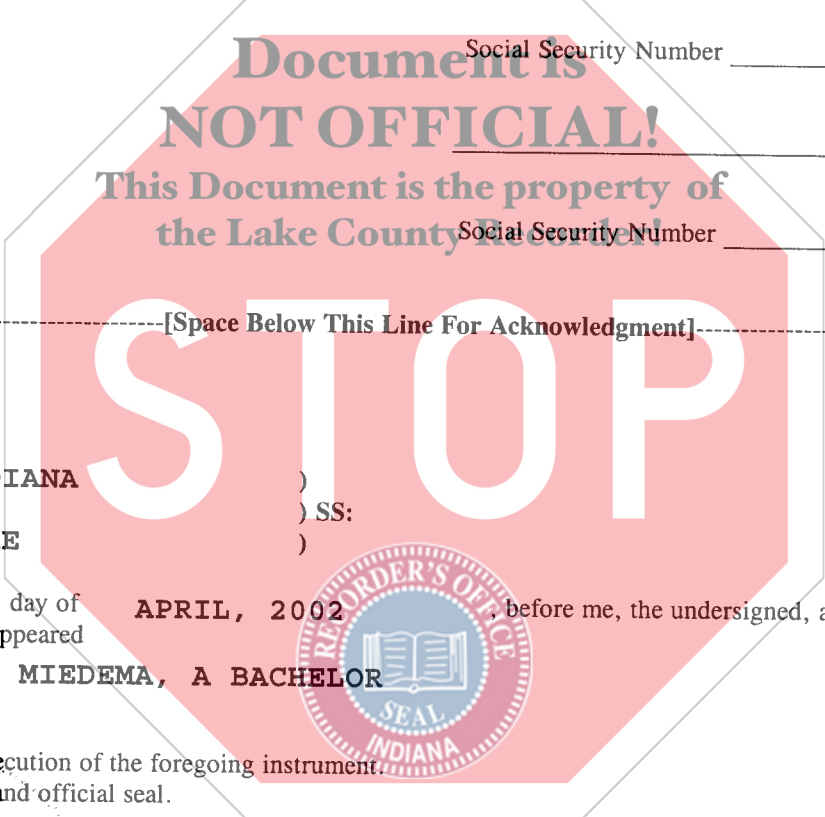 Document is
Social Security Number
NOT OFFICIAL!
This Document is the property of
the Lake County Recorder!
Social Security Number
[Space Below This Line For Acknowledgment]
STOP
DIANA )
) SS:
E )
day of APRIL, 2002 , before me, the undersigned, a
ppeared
MIEDEMA, A BACHELOR
RECORDER'S OFFICE
SEAL
INDIANA
ecution of the foregoing instrument.
and official seal.